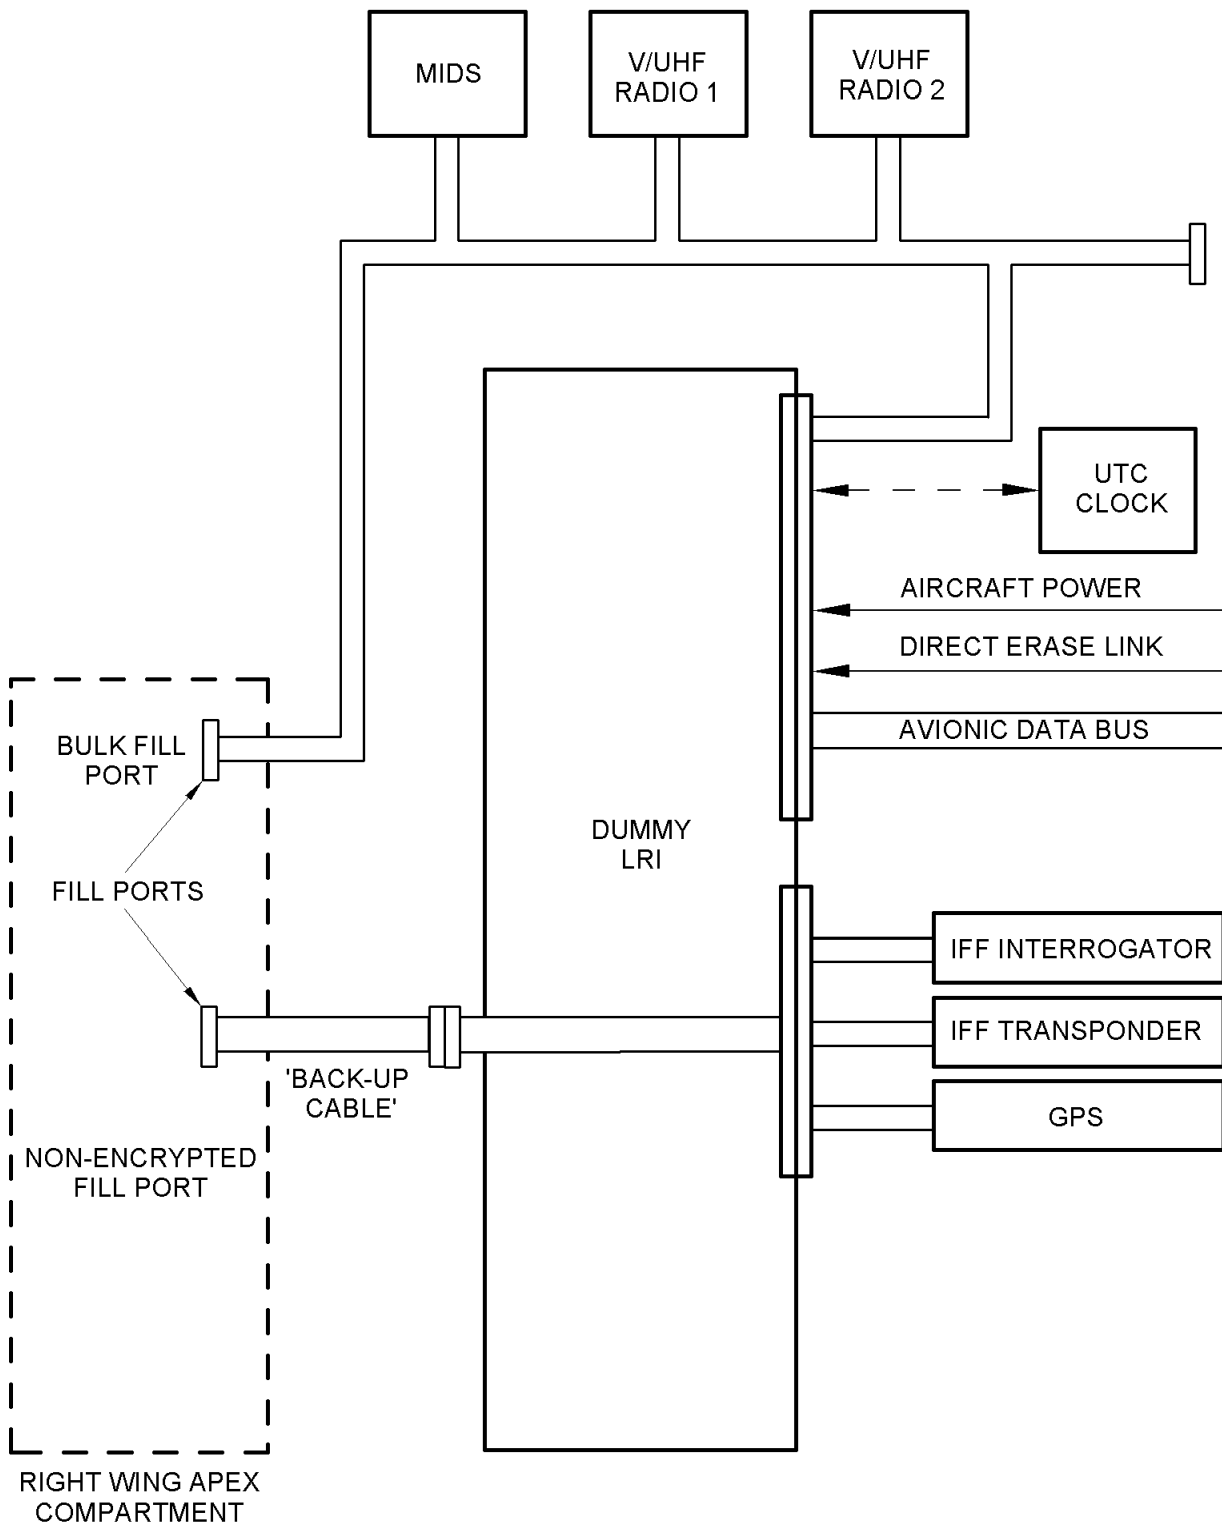 MIDS
V/UHF
RADIO 1
V/UHF
RADIO 2
UTC
CLOCK
AIRCRAFT POWER
DIRECT ERASE LINK
AVIONIC DATA BUS
BULK FILL
PORT
DUMMY
LRI
FILL PORTS
IFF INTERROGATOR
IFF TRANSPONDER
'BACK-UP
CABLE'
GPS
NON-ENCRYPTED
FILL PORT
RIGHT WING APEX
COMPARTMENT